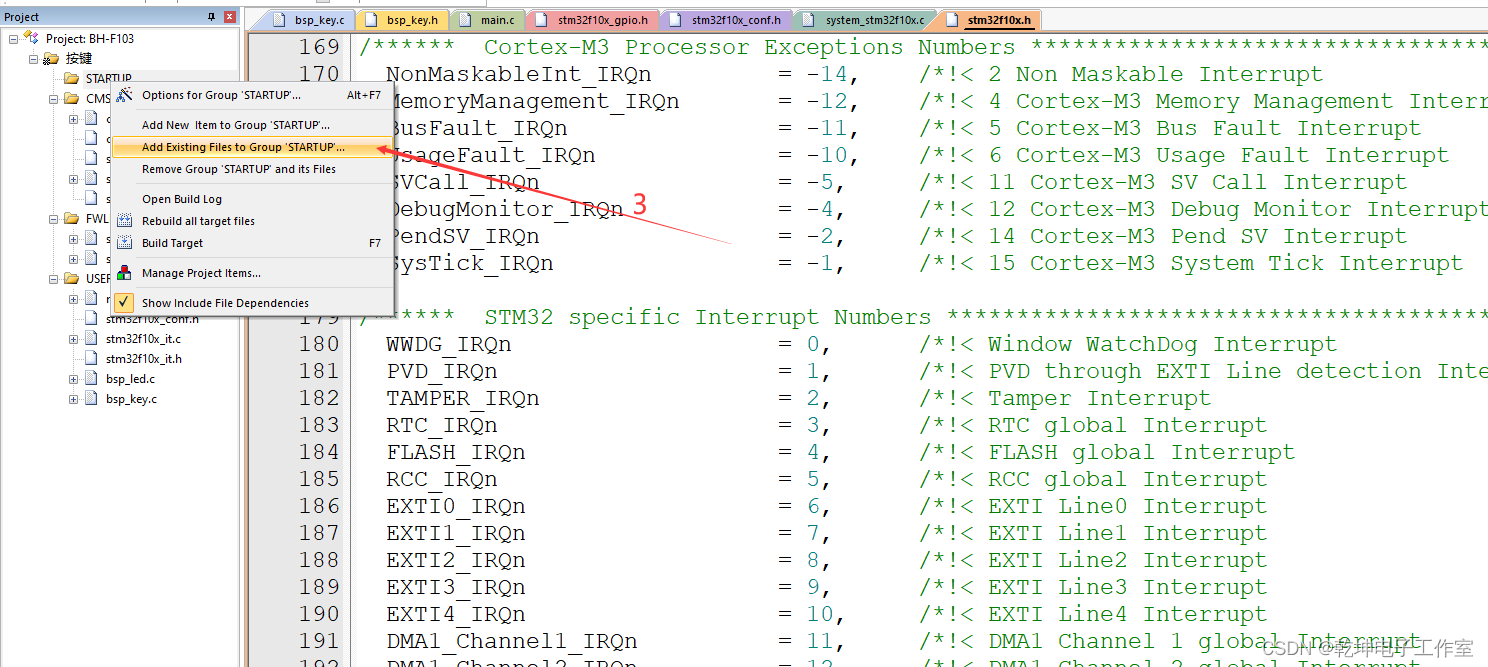 Project
Project: BH-F103
按键
STARTUP
CMS
FWL
USER
stm32f10x_conf.h
stm32f10x_it.c
stm32f10x_it.h
bsp_led.c
bsp_key.c
Options for Group 'STARTUP'... Alt+F7
Add New Item to Group 'STARTUP'...
Add Existing Files to Group 'STARTUP'...
Remove Group 'STARTUP' and its Files
Open Build Log
Rebuild all target files
Build Target F7
Manage Project Items...
Show Include File Dependencies
3
bsp_key.c bsp_key.h main.c stm32f10x_gpio.h stm32f10x_conf.h system_stm32f10x.c stm32f10x.h
169 /****** Cortex-M3 Processor Exceptions Numbers *********************************
170 NonMaskableInt_IRQn = -14, /*!< 2 Non Maskable Interrupt
MemoryManagement_IRQn = -12, /*!< 4 Cortex-M3 Memory Management Interr
BusFault_IRQn = -11, /*!< 5 Cortex-M3 Bus Fault Interrupt
UsageFault_IRQn = -10, /*!< 6 Cortex-M3 Usage Fault Interrupt
SVCall_IRQn = -5, /*!< 11 Cortex-M3 SV Call Interrupt
DebugMonitor_IRQn = -4, /*!< 12 Cortex-M3 Debug Monitor Interrupt
PendSV_IRQn = -2, /*!< 14 Cortex-M3 Pend SV Interrupt
SysTick_IRQn = -1, /*!< 15 Cortex-M3 System Tick Interrupt
179 /****** STM32 specific Interrupt Numbers ***************************************
180 WWDG_IRQn = 0, /*!< Window WatchDog Interrupt
181 PVD_IRQn = 1, /*!< PVD through EXTI Line detection Inte
182 TAMPER_IRQn = 2, /*!< Tamper Interrupt
183 RTC_IRQn = 3, /*!< RTC global Interrupt
184 FLASH_IRQn = 4, /*!< FLASH global Interrupt
185 RCC_IRQn = 5, /*!< RCC global Interrupt
186 EXTI0_IRQn = 6, /*!< EXTI Line0 Interrupt
187 EXTI1_IRQn = 7, /*!< EXTI Line1 Interrupt
188 EXTI2_IRQn = 8, /*!< EXTI Line2 Interrupt
189 EXTI3_IRQn = 9, /*!< EXTI Line3 Interrupt
190 EXTI4_IRQn = 10, /*!< EXTI Line4 Interrupt
191 DMA1_Channel1_IRQn = 11, /*!< DMA1 Channel 1 global Interrupt
192 DMA1_Channel2_IRQn = 12, /*!< DMA1 Channel 2 global Interrupt
CSDN @乾坤电子工作室